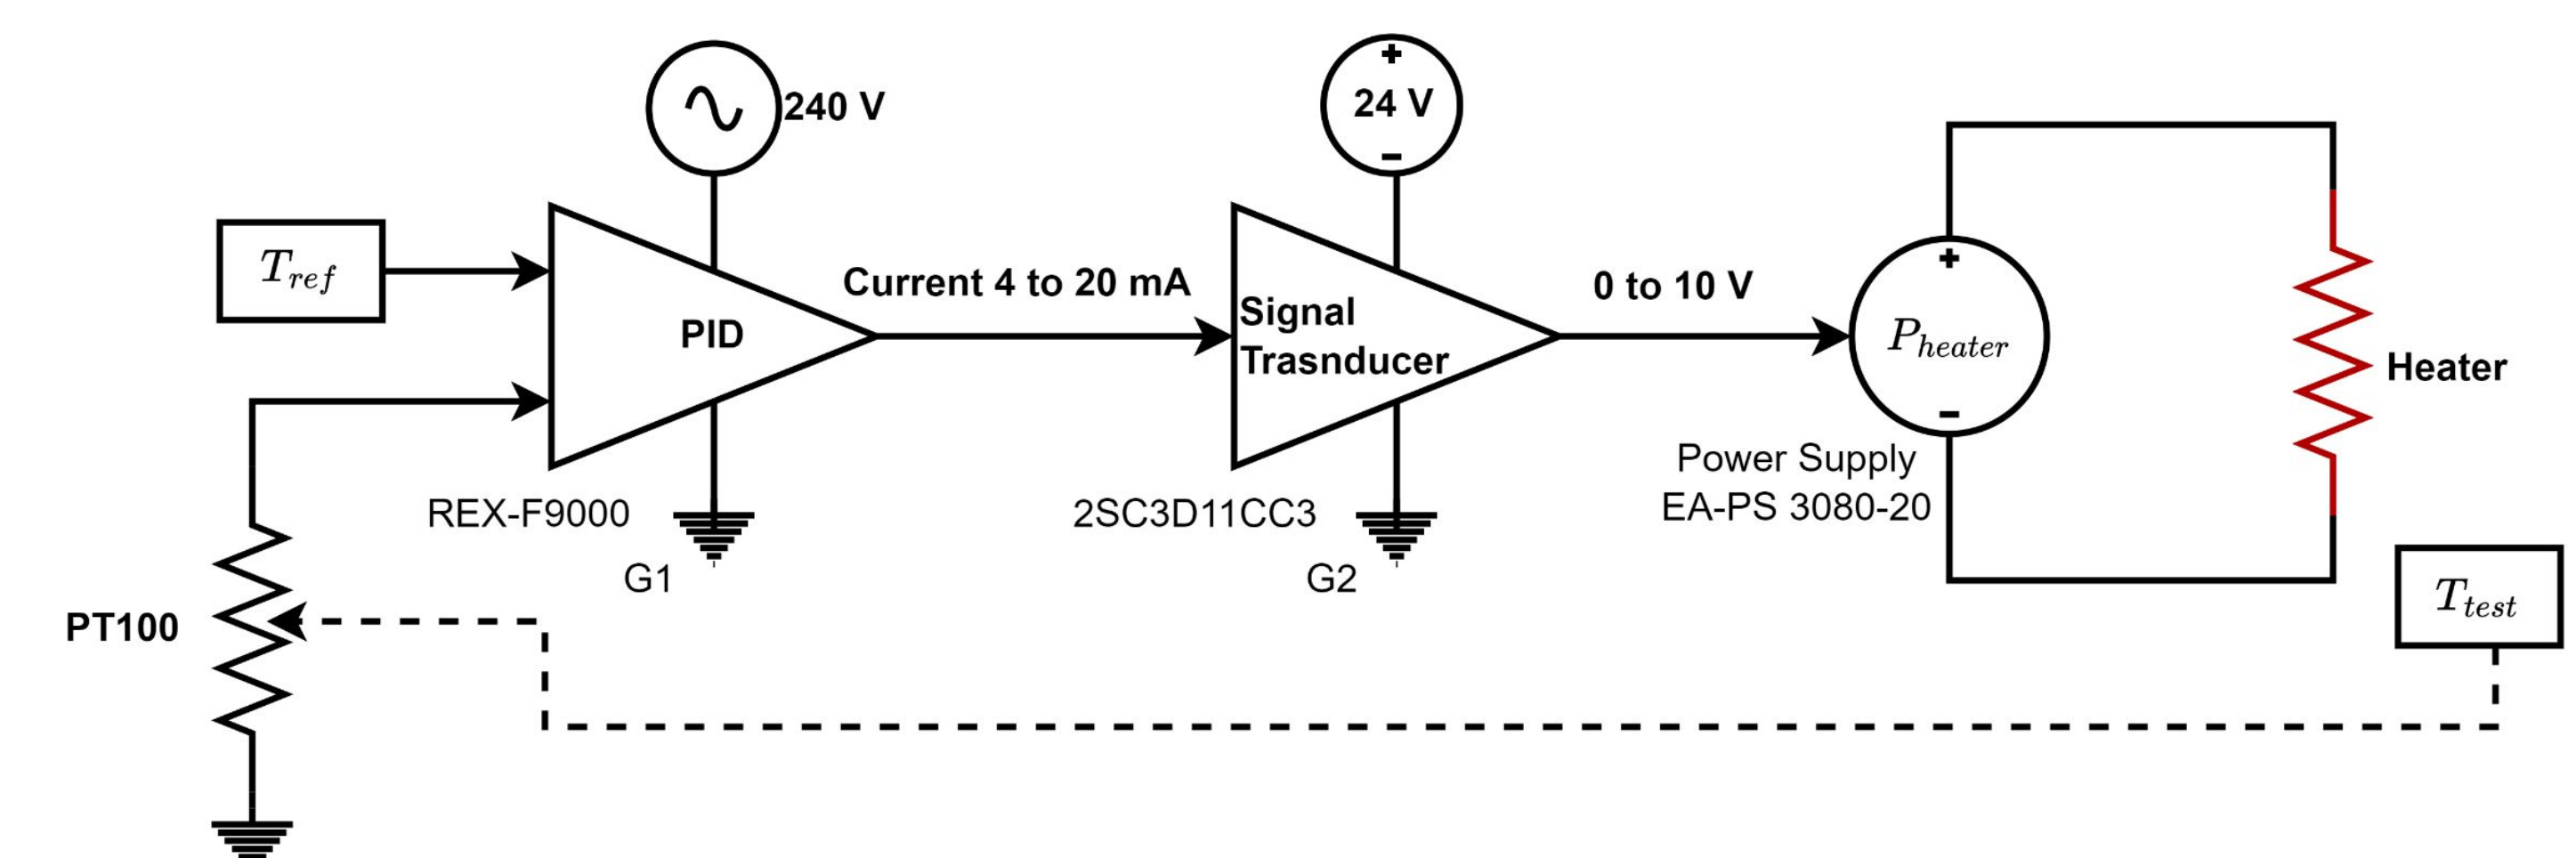 240 V
+
24 V
−
T_ref
PID
Current 4 to 20 mA
Signal
Trasnducer
0 to 10 V
+
P_heater
−
Heater
REX-F9000
G1
2SC3D11CC3
G2
Power Supply
EA-PS 3080-20
PT100
T_test